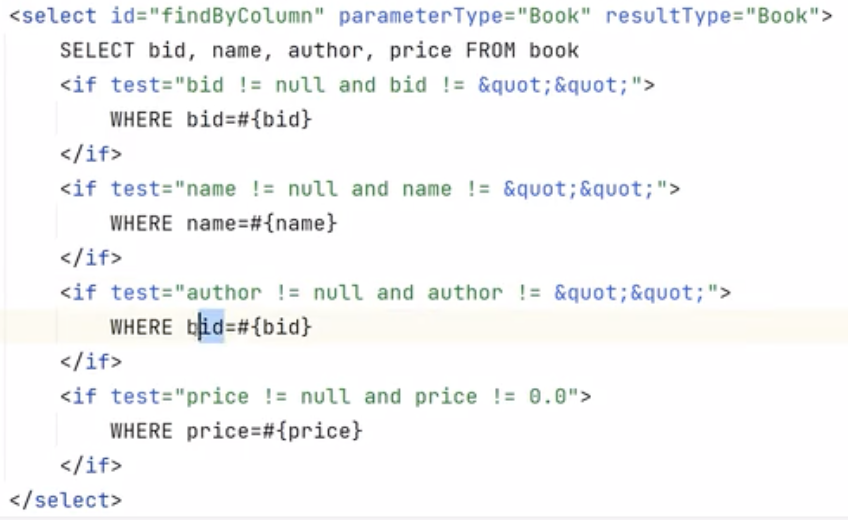 <select id="findByColumn" parameterType="Book" resultType="Book">
SELECT bid, name, author, price FROM book
<if test="bid != null and bid != &quot;&quot;">
WHERE bid=#{bid}
</if>
<if test="name != null and name != &quot;&quot;">
WHERE name=#{name}
</if>
<if test="author != null and author != &quot;&quot;">
WHERE bid=#{bid}
</if>
<if test="price != null and price != 0.0">
WHERE price=#{price}
</if>
</select>